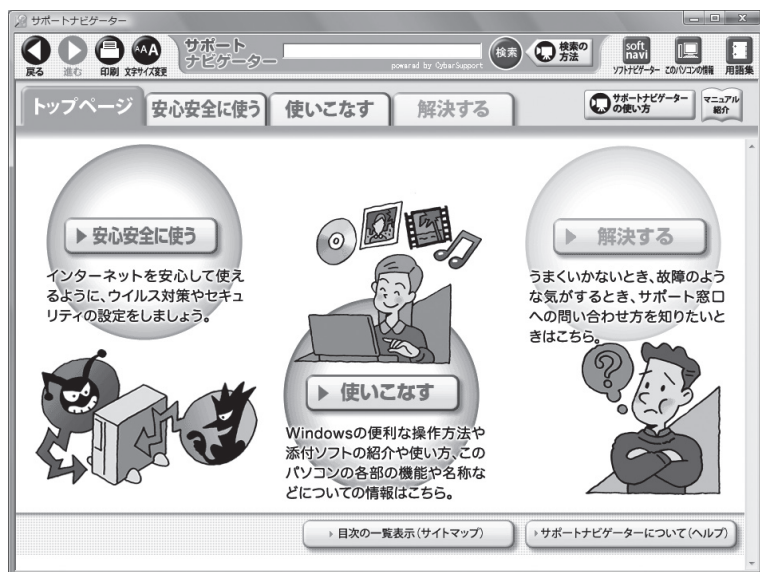 サポートナビゲーター
戻る
進む
印刷
文字サイズ変更
AAA
サポート
ナビゲーター
powered by CyberSupport
検索
検索の
方法
soft
navi
ソフトナビゲーター
このパソコンの情報
用語集
トップページ
安心安全に使う
使いこなす
解決する
サポートナビゲーター
の使い方
マニュアル
紹介
安心安全に使う
インターネットを安心して使え
るように、ウイルス対策やセキュ
リティの設定をしましょう。
使いこなす
Windowsの便利な操作方法や
添付ソフトの紹介や使い方、この
パソコンの各部の機能や名称な
どについての情報はこちら。
解決する
うまくいかないとき、故障のよう
な気がするとき、サポート窓口
への問い合わせ方を知りたいと
きはこちら。
?
目次の一覧表示(サイトマップ)
サポートナビゲーターについて(ヘルプ)